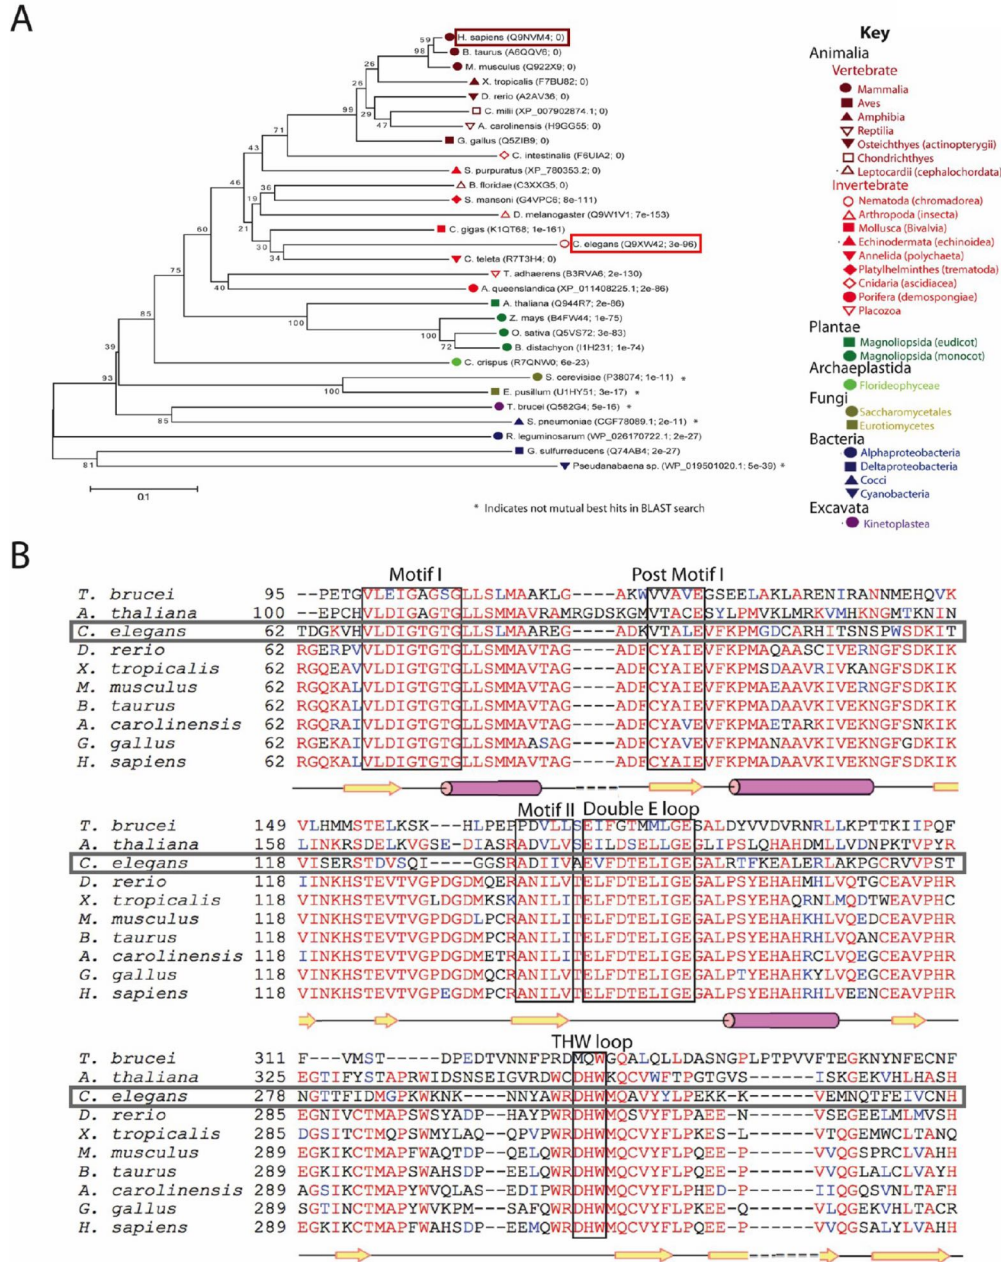 A
59
H. sapiens (Q9NVM4; 0)
98
B. taurus (A6QQV6; 0)
M. musculus (Q922X9; 0)
26
X. tropicalis (F7BU82; 0)
26
D. rerio (A2AV36; 0)
29
C. milii (XP_007902874.1; 0)
99
47
A. carolinensis (H9GG55; 0)
G. gallus (Q5ZIB9; 0)
71
C. intestinalis (F6UIA2; 0)
43
S. purpuratus (XP_780353.2; 0)
46
36
B. floridae (C3XXG5; 0)
19
S. mansoni (G4VPC6; 8e-111)
D. melanogaster (Q9W1V1; 7e-153)
60
21
C. gigas (K1QT68; 1e-161)
30
C. elegans (Q9XW42; 3e-96)
34
C. teleta (R7T3H4; 0)
75
T. adhaerens (B3RVA6; 2e-130)
40
A. queenslandica (XP_011408225.1; 2e-86)
A. thaliana (Q944R7; 2e-86)
85
100
Z. mays (B4FW44; 1e-75)
100
O. sativa (Q5VS72; 3e-83)
72
B. distachyon (I1H231; 1e-74)
39
C. crispus (R7QNW0; 6e-23)
93
S. cerevisiae (P38074; 1e-11) *
100
E. pusillum (U1HY51; 3e-17) *
T. brucei (Q582G4; 5e-16) *
85
S. pneumoniae (CGF78089.1; 2e-11) *
R. leguminosarum (WP_026170722.1; 2e-27)
G. sulfurreducens (Q74AB4; 2e-27)
81
Pseudanabaena sp. (WP_019501020.1; 5e-39) *
0.1
* Indicates not mutual best hits in BLAST search
Key
Animalia
Vertebrate
Mammalia
Aves
Amphibia
Reptilia
Osteichthyes (actinopterygii)
Chondrichthyes
Leptocardii (cephalochordata)
Invertebrate
Nematoda (chromadorea)
Arthropoda (insecta)
Mollusca (Bivalvia)
Echinodermata (echinoidea)
Annelida (polychaeta)
Platyhelminthes (trematoda)
Cnidaria (ascidiacea)
Porifera (demospongiae)
Placozoa
Plantae
Magnoliopsida (eudicot)
Magnoliopsida (monocot)
Archaeplastida
Florideophyceae
Fungi
Saccharomycetales
Eurotiomycetes
Bacteria
Alphaproteobacteria
Deltaproteobacteria
Cocci
Cyanobacteria
Excavata
Kinetoplastea
B
Motif I Post Motif I
T. brucei 95 --PETGVLEIGAGSGLLSLMAAKLG----AKWVVAVEGSEELAKLARENIRANNMEHQVK
A. thaliana 100 ---EPCHVLDIGTGTGLLSMMAVRAMRGDSKGMVTACESYLPMVKLMRKVMHKNGMTKNIN
C. elegans 62 TDGKVHVLDIGTGTGLLSLMAAREG----ADKVTALEVFKPMGDCARHITSNSPWSDKIT
D. rerio 62 RGERPVVLDIGTGTGLLSMMAVTAG----ADFCYAIEVFKPMAQAASCIVEKNGFSDKIK
X. tropicalis 62 RGQEAVVLDIGTGTGLLSMMAVTAG----ADFCYAIEVFKPMSDAAVRIVKANGFSDKIK
M. musculus 62 RGQKALVLDIGTGTGLLSMMAVTAG----ADFCYAIEVFKPMAEAAVKIVERNGFSDKIK
B. taurus 62 RGQKALVLDIGTGTGLLSMMAVTAG----ADFCYAIEVFKPMADAAVKIVEKNGFSDKIK
A. carolinensis 62 RGQRAIVLDIGTGTGLLSMMAVTAG----ADFCYAVEVFKPMAETARKIVEKNGFSNKIK
G. gallus 62 RGEKAIVLDIGTGTGLLSMMAASAG----ADFCYAVEVFKPMANAAVKIVEKNGFGDKIK
H. sapiens 62 RGQKALVLDIGTGTGLLSMMAVTAG----ADFCYAIEVFKPMADAAVKIVEKNGFSDKIK
Motif II Double E loop
T. brucei 149 VLHMMSTELKSK---HLPEPPDVLLSEIFGTMMLGESALDYVVDVRNRLLKPTTKIIPQF
A. thaliana 158 LINKRSDELKVGSE-DIASRADVLVSEILDSELLGEGLIPSLQHAHDMLLVDNPKTVPYR
C. elegans 118 VISERSTDVSQI----GGSRADIIVAEVFDTELIGEGALRTFKEALERLAKPGCRVVPST
D. rerio 118 IINKHSTEVTVGLDGDMQERANILVTELFDTELIGEGALPSYEHAHMHLVQTGCEAVPHR
X. tropicalis 118 VINKHSTEVTVGPDGDMKSKANILITELFDTELIGEGALPSYEHAQRNLMQDTWEAVPHC
M. musculus 118 VINKHSTEVTVGPDGDLPCRANILITELFDTELIGEGALPSYEHAHKHLVQEDCEAVPHR
B. taurus 118 VINKHSTEVTVGPDGDMPCRANILITELFDTELIGEGALPSYEHAHRHLVQANCEAVPHR
A. carolinensis 118 IINKHSTEVTVGPDGDMETRANILITELFDTELIGEGALPSYEHAHRCLVQEGCEAVPHR
G. gallus 118 VINKHSTEVTVGPDGDMQCRANILVTELFDTELIGEGALPTYEHAHKYLVQEGCEAVPHR
H. sapiens 118 VINKHSTEVTVGPEGDMPCRANILVTELFDTELIGEGALPSYEHAHRHLVEENCEAVPHR
THW loop
T. brucei 311 F---VMST----DPEDTVNNFPRDMQWGQALQLLDASNGPLPTPVVFTEGKNYNFECNF
A. thaliana 325 EGTIFYSTAPRWIDSNSEIGVRDWCDHWKQCVWFTPGTGVS------ISKGEKVHLHASH
C. elegans 278 NGTTFIDMGPKWKNK----NNYAWRDHWMQAVYYLPEKK-K------VEMNQTFEIVCNH
D. rerio 285 EGNIVCTMAPSWSYADP--HAYRWRDHWMQSVYFLPAEE-N------VSEGEELMLMVSH
X. tropicalis 285 DGSITCTMQPSWMYLAQ--QPVPWRDHWMQSVYFLPKES-L------VTQGEMWCLTANQ
M. musculus 289 EGKIKCTMAPFWAQTDP--QELQWRDHWMQCVYFLPQEE-P------VVQGSPRCLVAHH
B. taurus 289 EGKIKCTMAPSWAHSDP--EELQWRDHWMQCVYFLPQEE-P------VVQGLALCLVAYH
A. carolinensis 289 AGSIKCTMAPYWVQLAS--EDIPWRDHWMQCVYFLPHED-P------IIQGQSVNLTAFH
G. gallus 289 SGTINCTMAPYWVKPM---SAFQWRDHWMQCVYFLPQEE-Q------VVQGEKVTLTACR
H. sapiens 289 EGKIKCTMAPFWAHSDP--EEMQWRDHWMQCVYFLPQEE-P------VVQGSALYLVAHH